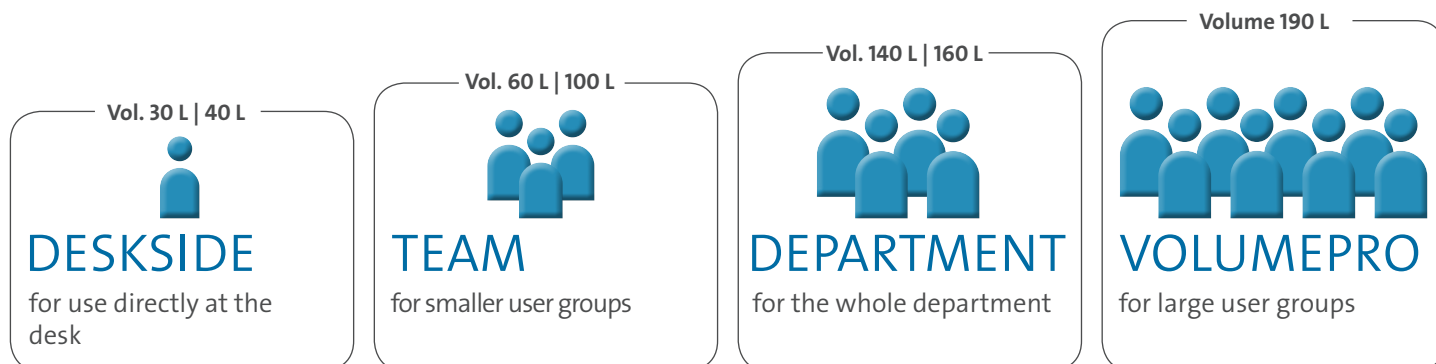 Vol. 30 L | 40 L
DESKSIDE
for use directly at the
desk
Vol. 60 L | 100 L
TEAM
for smaller user groups
Vol. 140 L | 160 L
DEPARTMENT
for the whole department
Volume 190 L
VOLUMEPRO
for large user groups